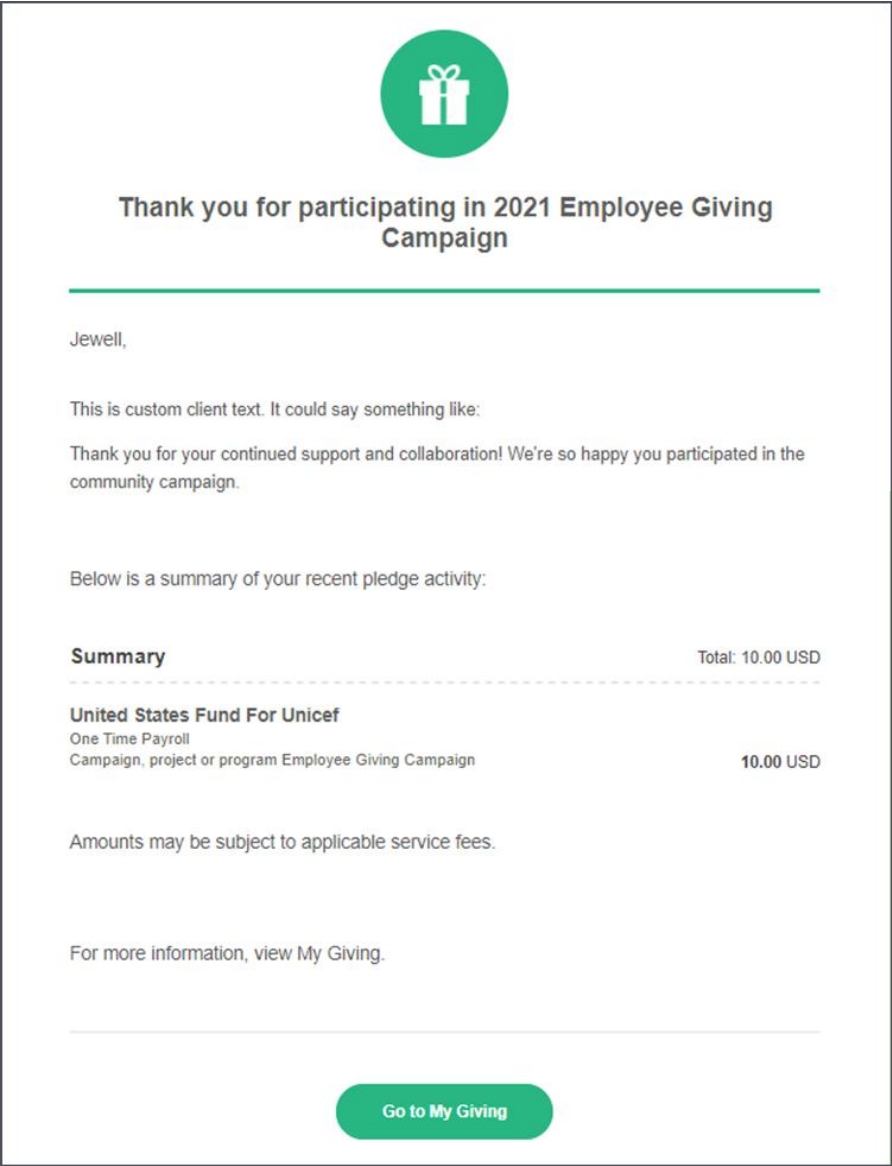 Thank you for participating in 2021 Employee Giving
Campaign
Jewell,
This is custom client text. It could say something like:
Thank you for your continued support and collaboration! We're so happy you participated in the
community campaign.
Below is a summary of your recent pledge activity:
Summary Total: 10.00 USD
United States Fund For Unicef
One Time Payroll
Campaign, project or program Employee Giving Campaign 10.00 USD
Amounts may be subject to applicable service fees.
For more information, view My Giving.
Go to My Giving